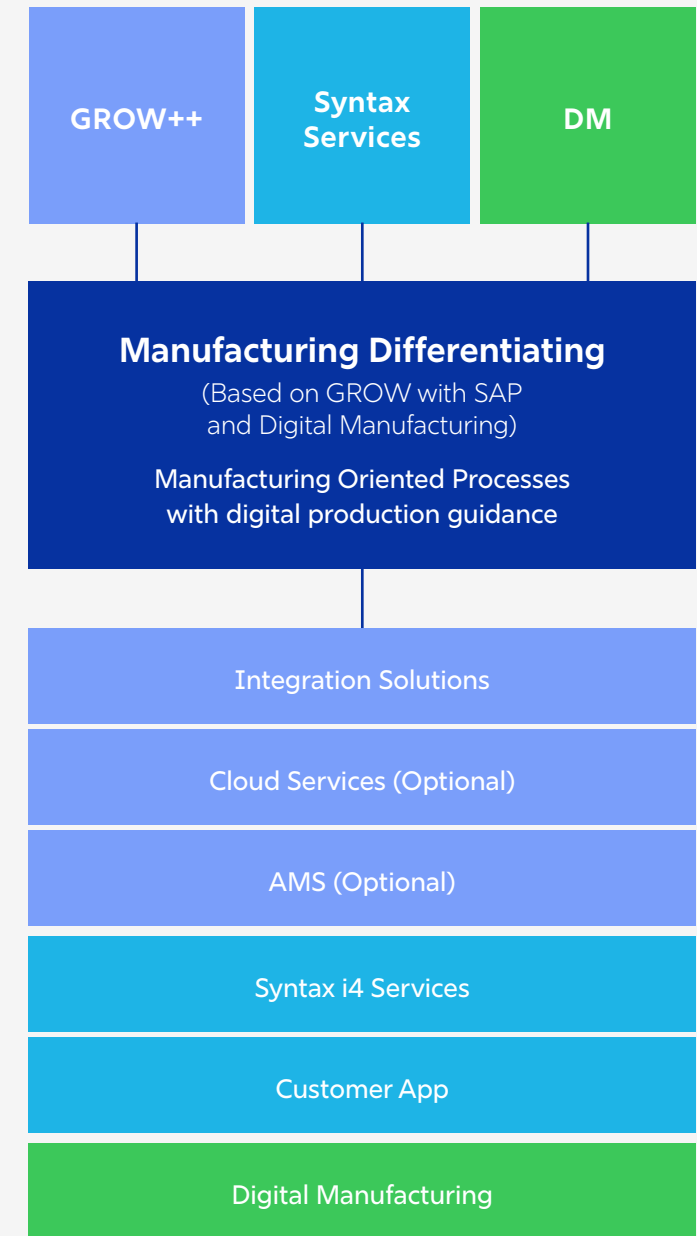 GROW++
Syntax
Services
DM
Manufacturing Differentiating
(Based on GROW with SAP
and Digital Manufacturing)
Manufacturing Oriented Processes
with digital production guidance
Integration Solutions
Cloud Services (Optional)
AMS (Optional)
Syntax i4 Services
Customer App
Digital Manufacturing